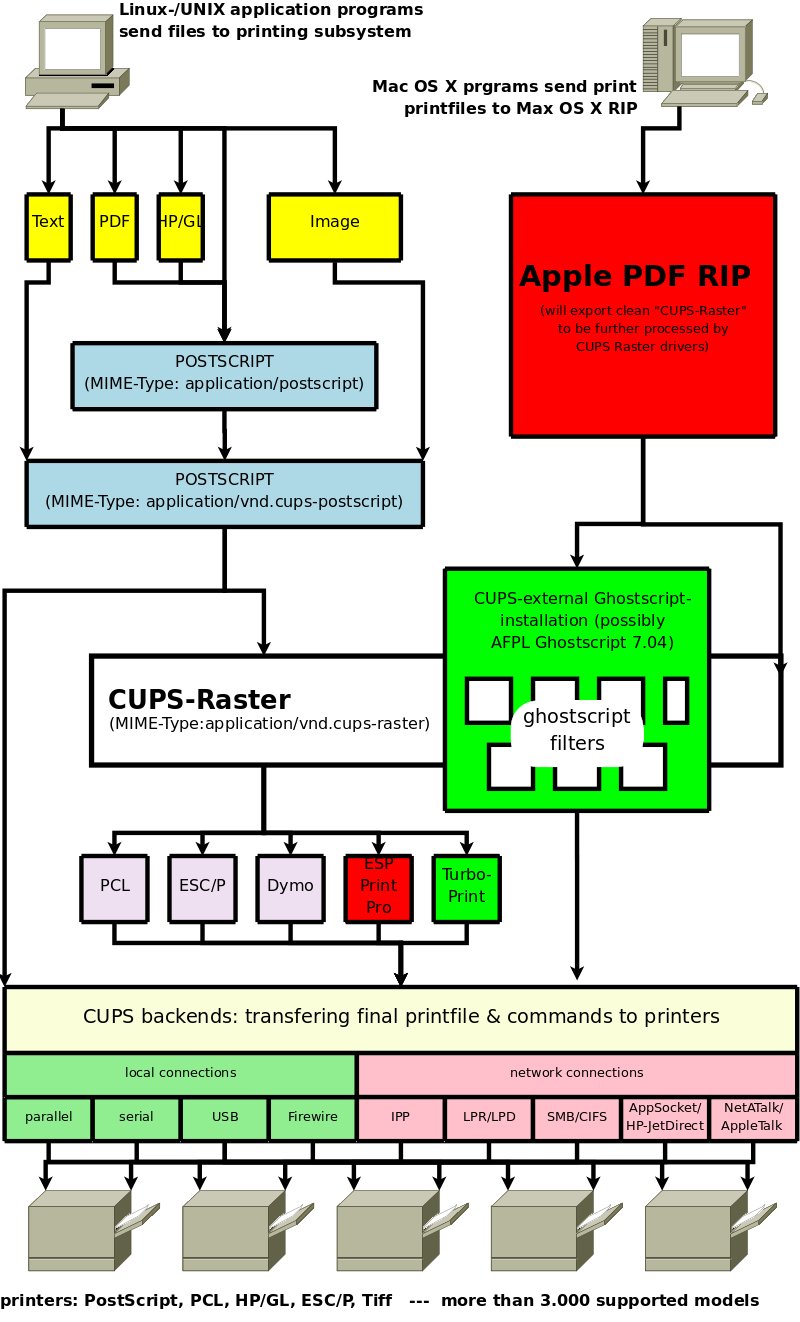 Linux-/UNIX application programs
send files to printing subsystem
Mac OS X prgrams send print
printfiles to Max OS X RIP
Text
PDF
HP/GL
Image
Apple PDF RIP
(will export clean "CUPS-Raster"
to be further processed by
CUPS Raster drivers)
POSTSCRIPT
(MIME-Type: application/postscript)
POSTSCRIPT
(MIME-Type: application/vnd.cups-postscript)
CUPS-external Ghostscript-
installation (possibly
AFPL Ghostscript 7.04)
CUPS-Raster
(MIME-Type:application/vnd.cups-raster)
ghostscript
filters
PCL
ESC/P
Dymo
ESP
Print
Pro
Turbo-
Print
CUPS backends: transfering final printfile & commands to printers
local connections
network connections
parallel
serial
USB
Firewire
IPP
LPR/LPD
SMB/CIFS
AppSocket/
HP-JetDirect
NetATalk/
AppleTalk
printers: PostScript, PCL, HP/GL, ESC/P, Tiff --- more than 3.000 supported models